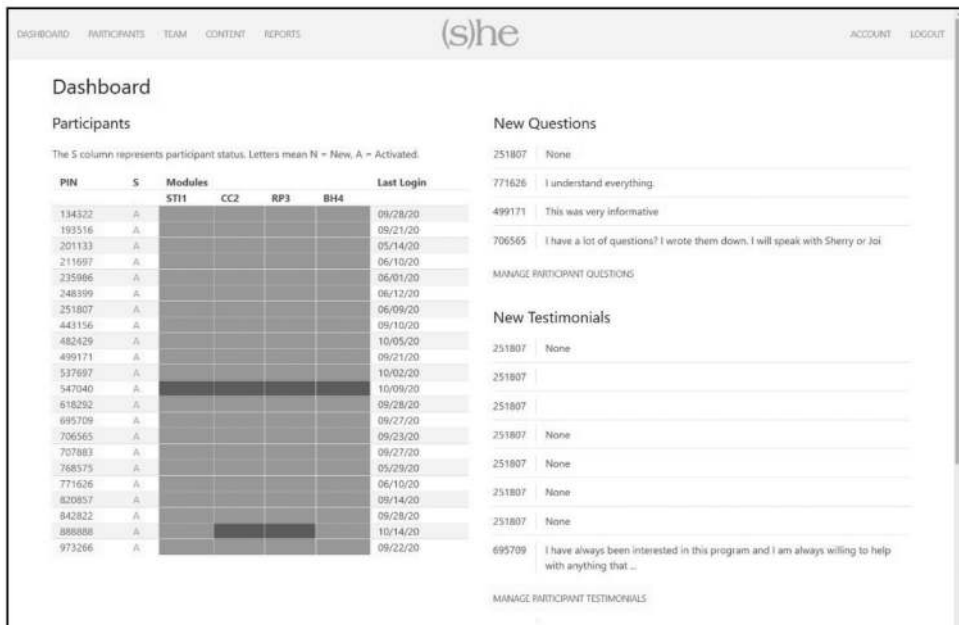 DASHBOARD PARTICIPANTS TEAM CONTENT REPORTS (s)he ACCOUNT LOGOUT
Dashboard
Participants
The S column represents participant status. Letters mean N = New, A = Activated.
PIN S Modules Last Login
STI1 CC2 RP3 BH4
134322 A 09/28/20
193516 A 09/21/20
201133 A 05/14/20
211697 A 06/10/20
235986 A 06/01/20
248399 A 06/12/20
251807 A 06/09/20
443156 A 09/10/20
482429 A 10/05/20
499171 A 09/21/20
537697 A 10/02/20
547040 A 10/09/20
618292 A 09/28/20
695709 A 09/27/20
706565 A 09/23/20
707883 A 09/27/20
768575 A 05/29/20
771626 A 06/10/20
820857 A 09/14/20
842822 A 09/28/20
888888 A 10/14/20
973266 A 09/22/20
New Questions
251807 None
771626 I understand everything.
499171 This was very informative
706565 I have a lot of questions? I wrote them down. I will speak with Sherry or Joi
MANAGE PARTICIPANT QUESTIONS
New Testimonials
251807 None
251807
251807
251807 None
251807 None
251807 None
251807 None
695709 I have always been interested in this program and I am always willing to help
with anything that ...
MANAGE PARTICIPANT TESTIMONIALS